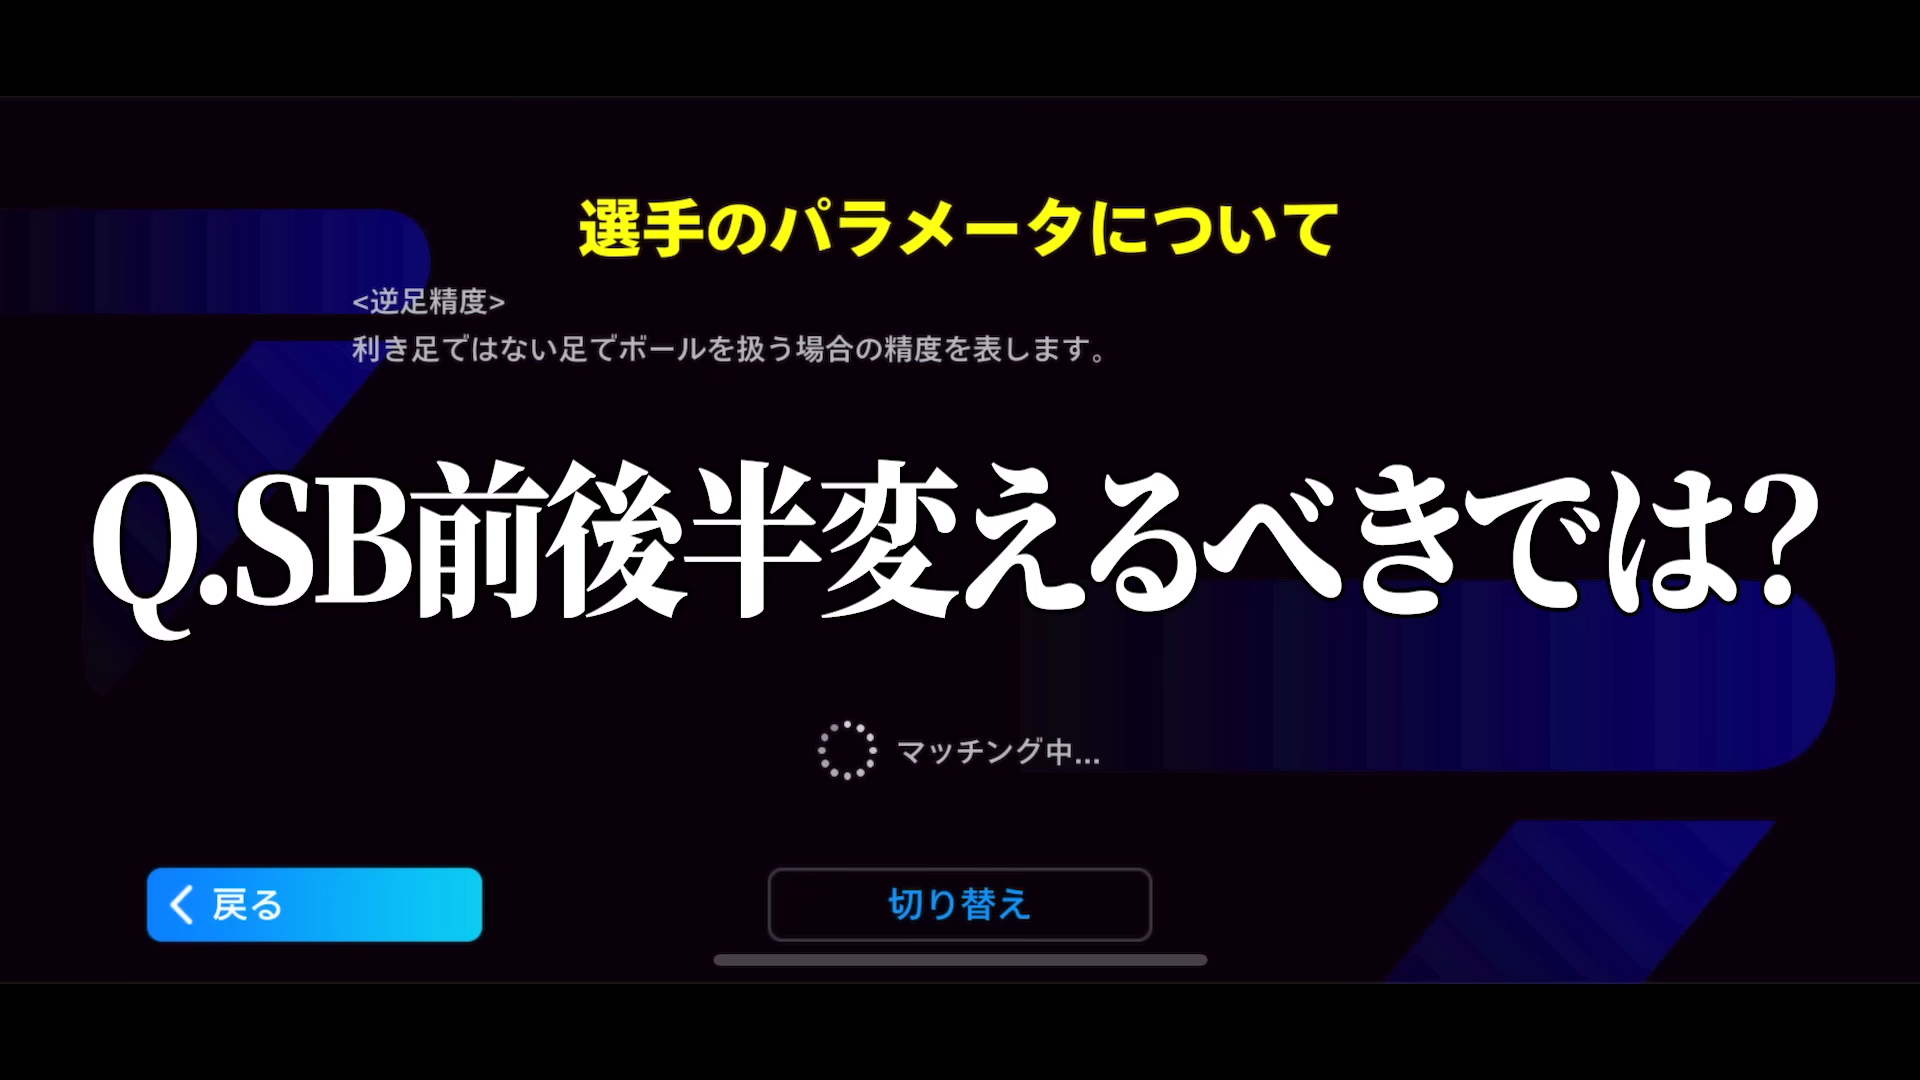 選手のパラメータについて
<逆足精度>
利き足ではない足でボールを扱う場合の精度を表します。
Q.SB前後半変えるべきでは?
マッチング中...
戻る
切り替え